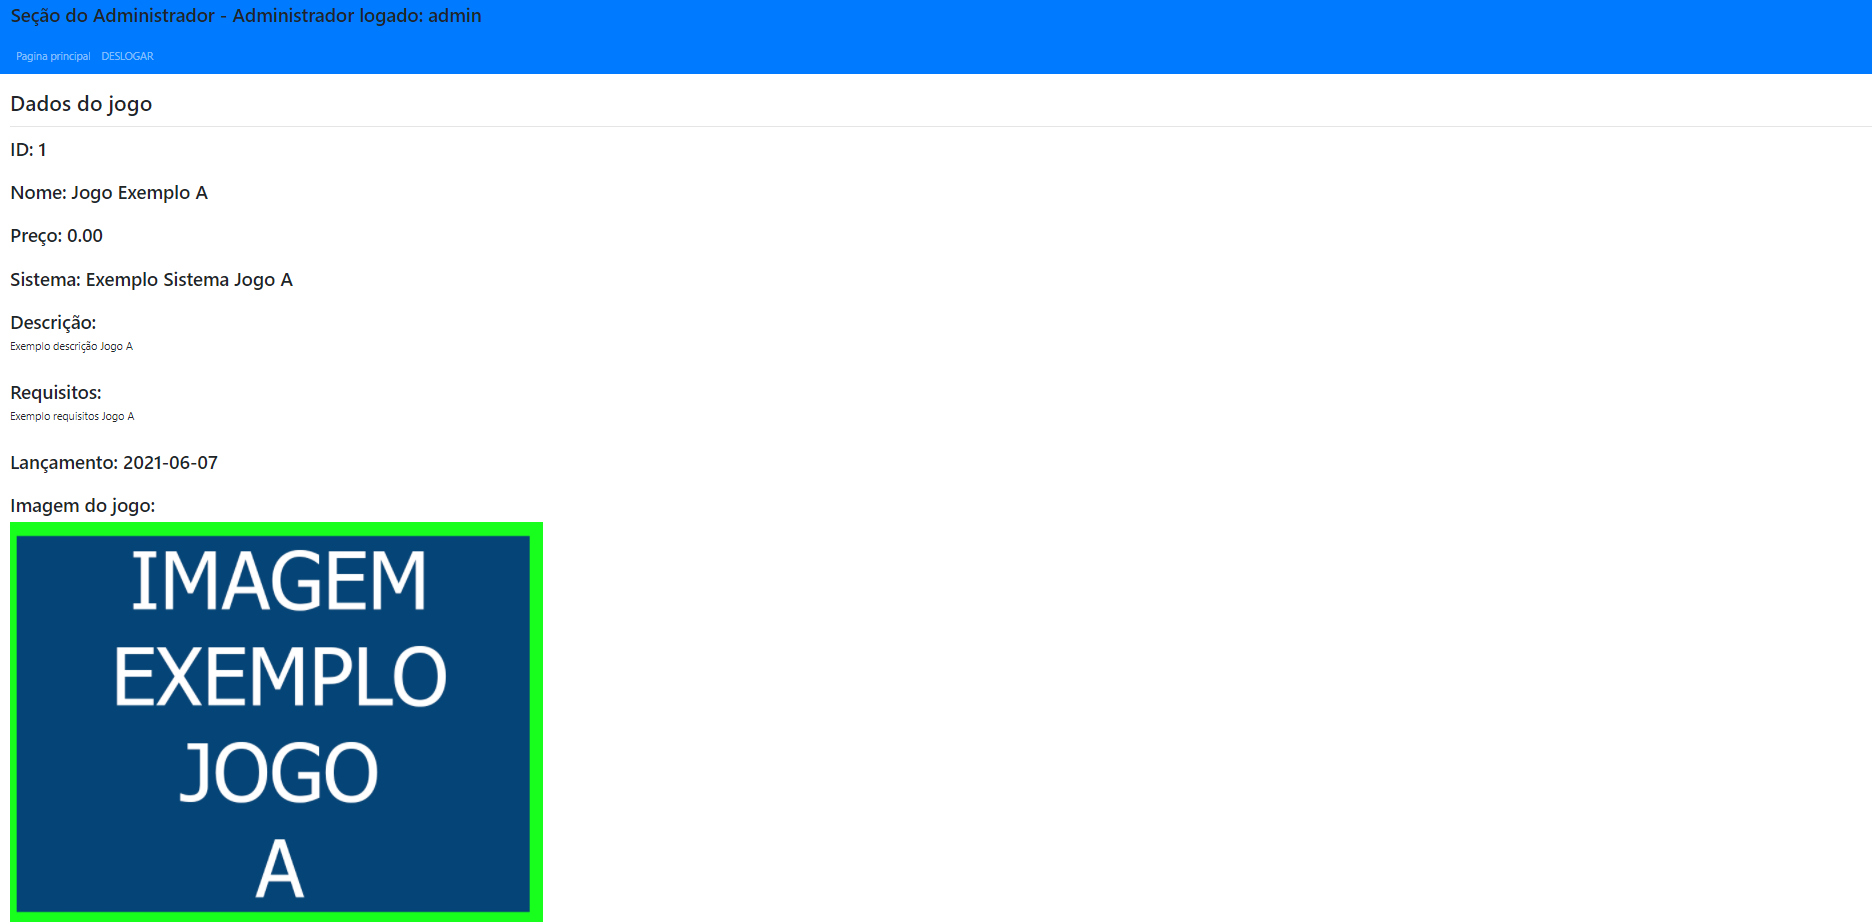 Seção do Administrador - Administrador logado: admin
Pagina principal DESLOGAR
Dados do jogo
ID: 1
Nome: Jogo Exemplo A
Preço: 0.00
Sistema: Exemplo Sistema Jogo A
Descrição:
Exemplo descrição Jogo A
Requisitos:
Exemplo requisitos Jogo A
Lançamento: 2021-06-07
Imagem do jogo:
IMAGEM
EXEMPLO
JOGO
A